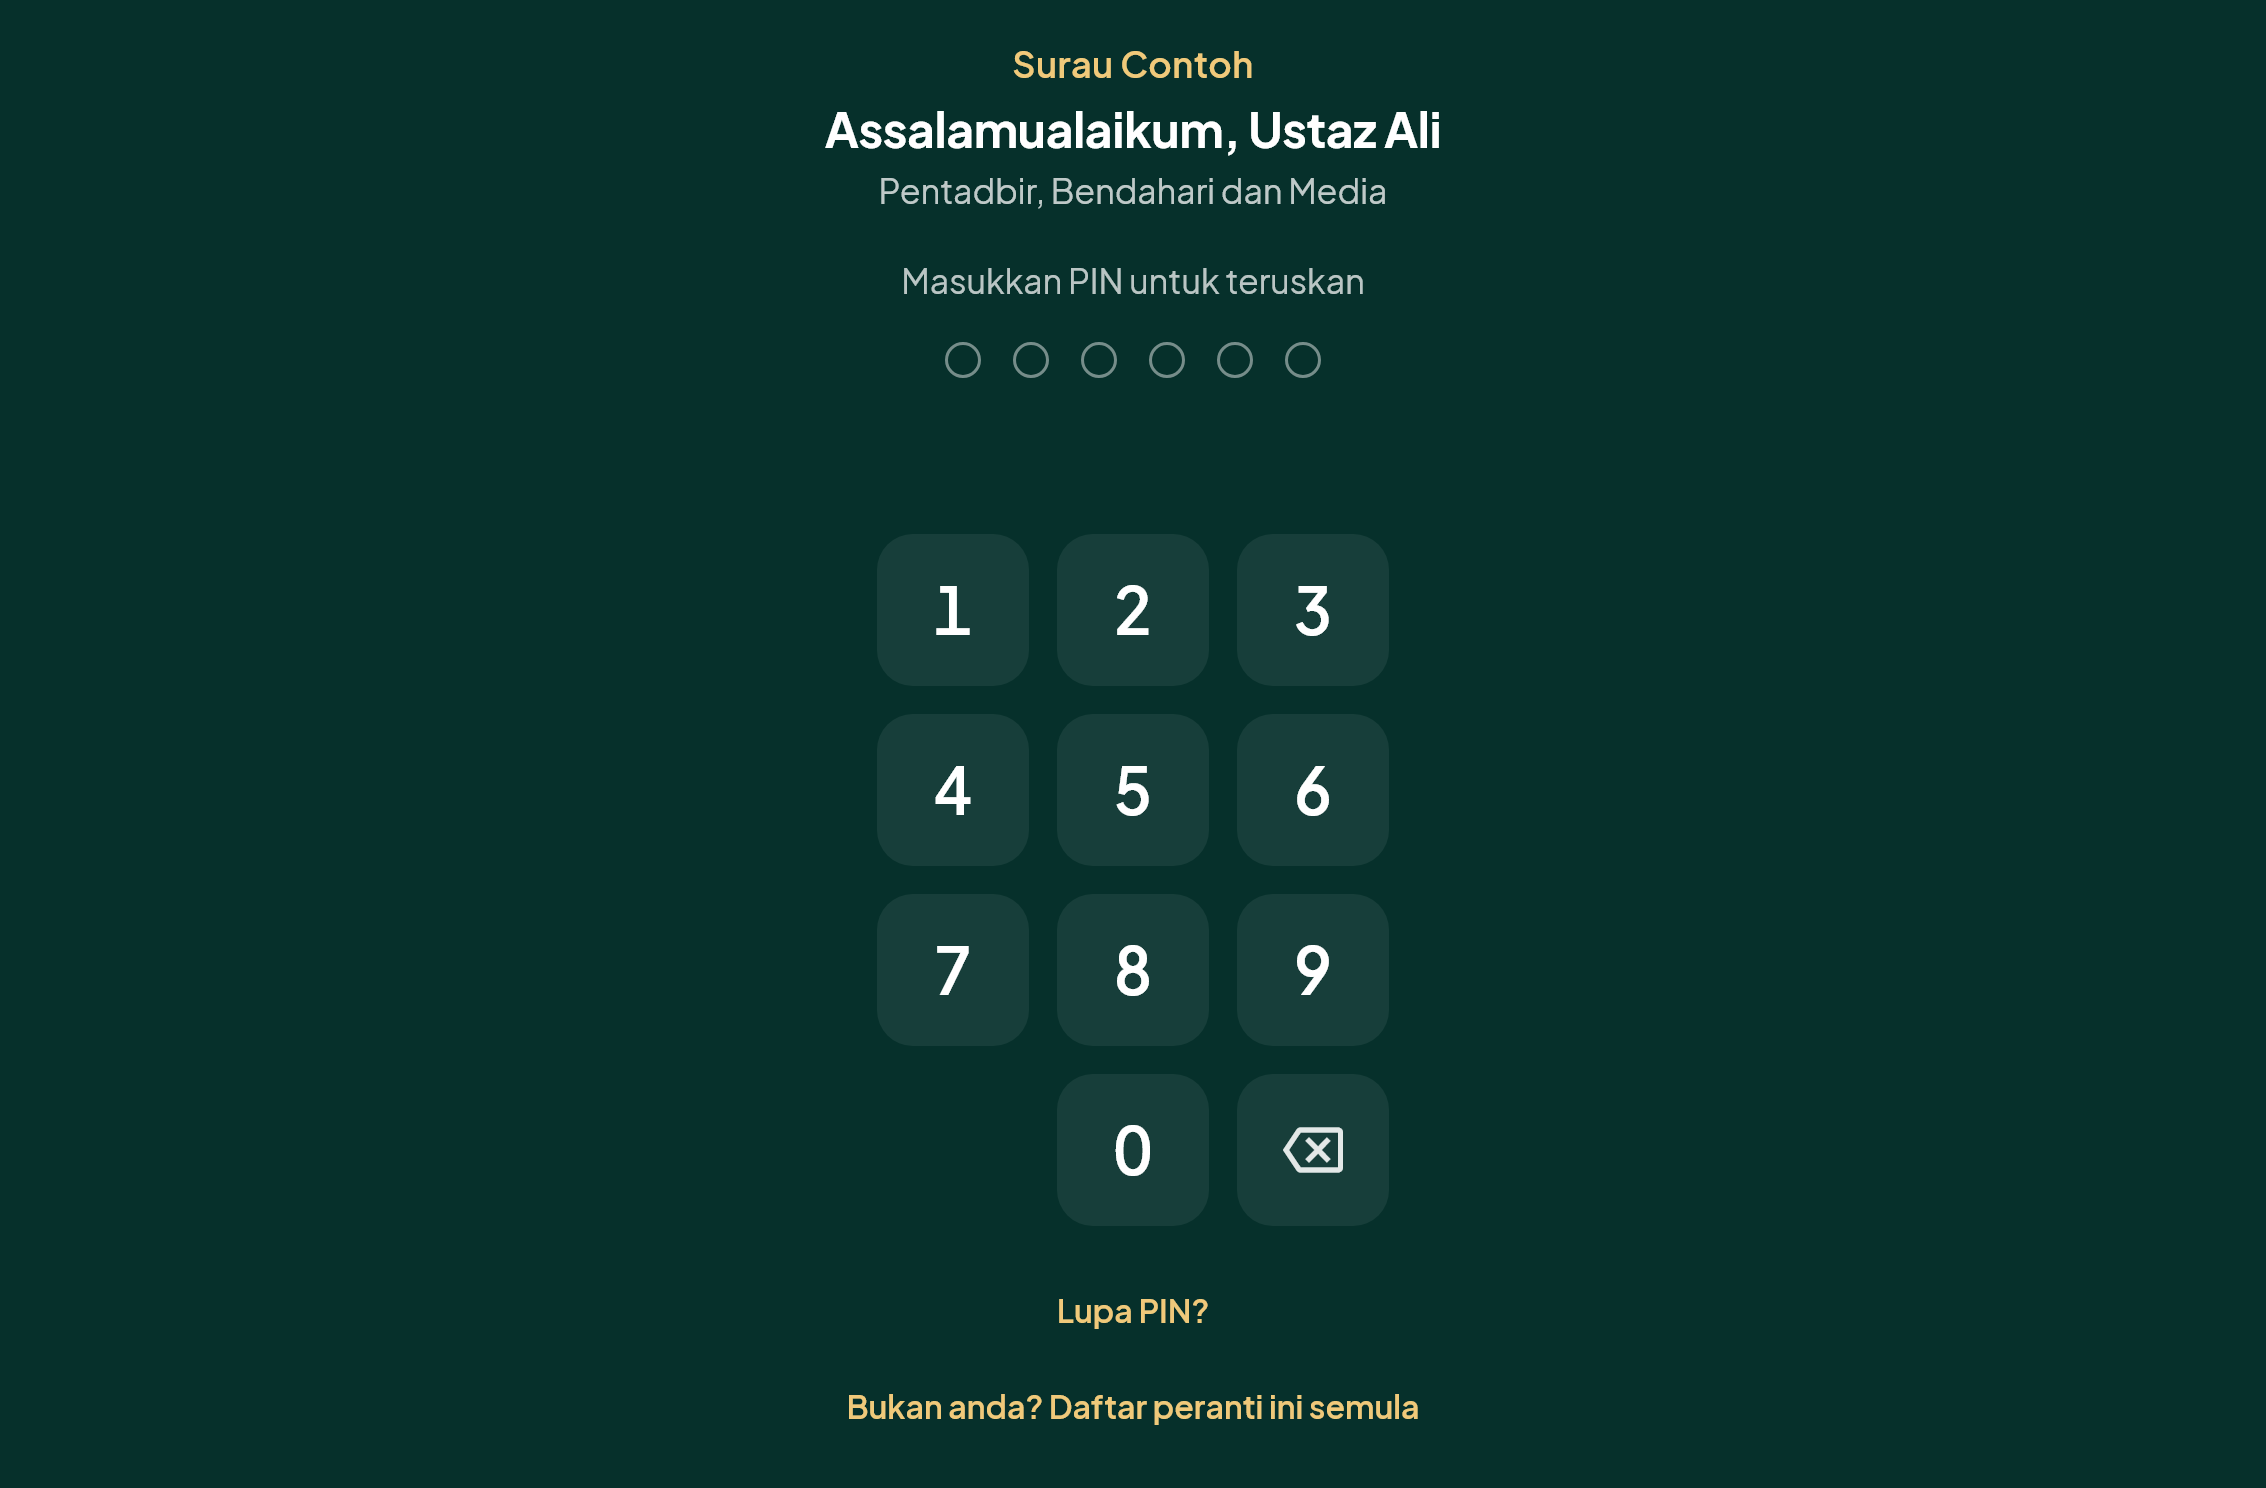 Surau Contoh
Assalamualaikum, Ustaz Ali
Pentadbir, Bendahari dan Media
Masukkan PIN untuk teruskan
1 2 3
4 5 6
7 8 9
0
Lupa PIN?
Bukan anda? Daftar peranti ini semula